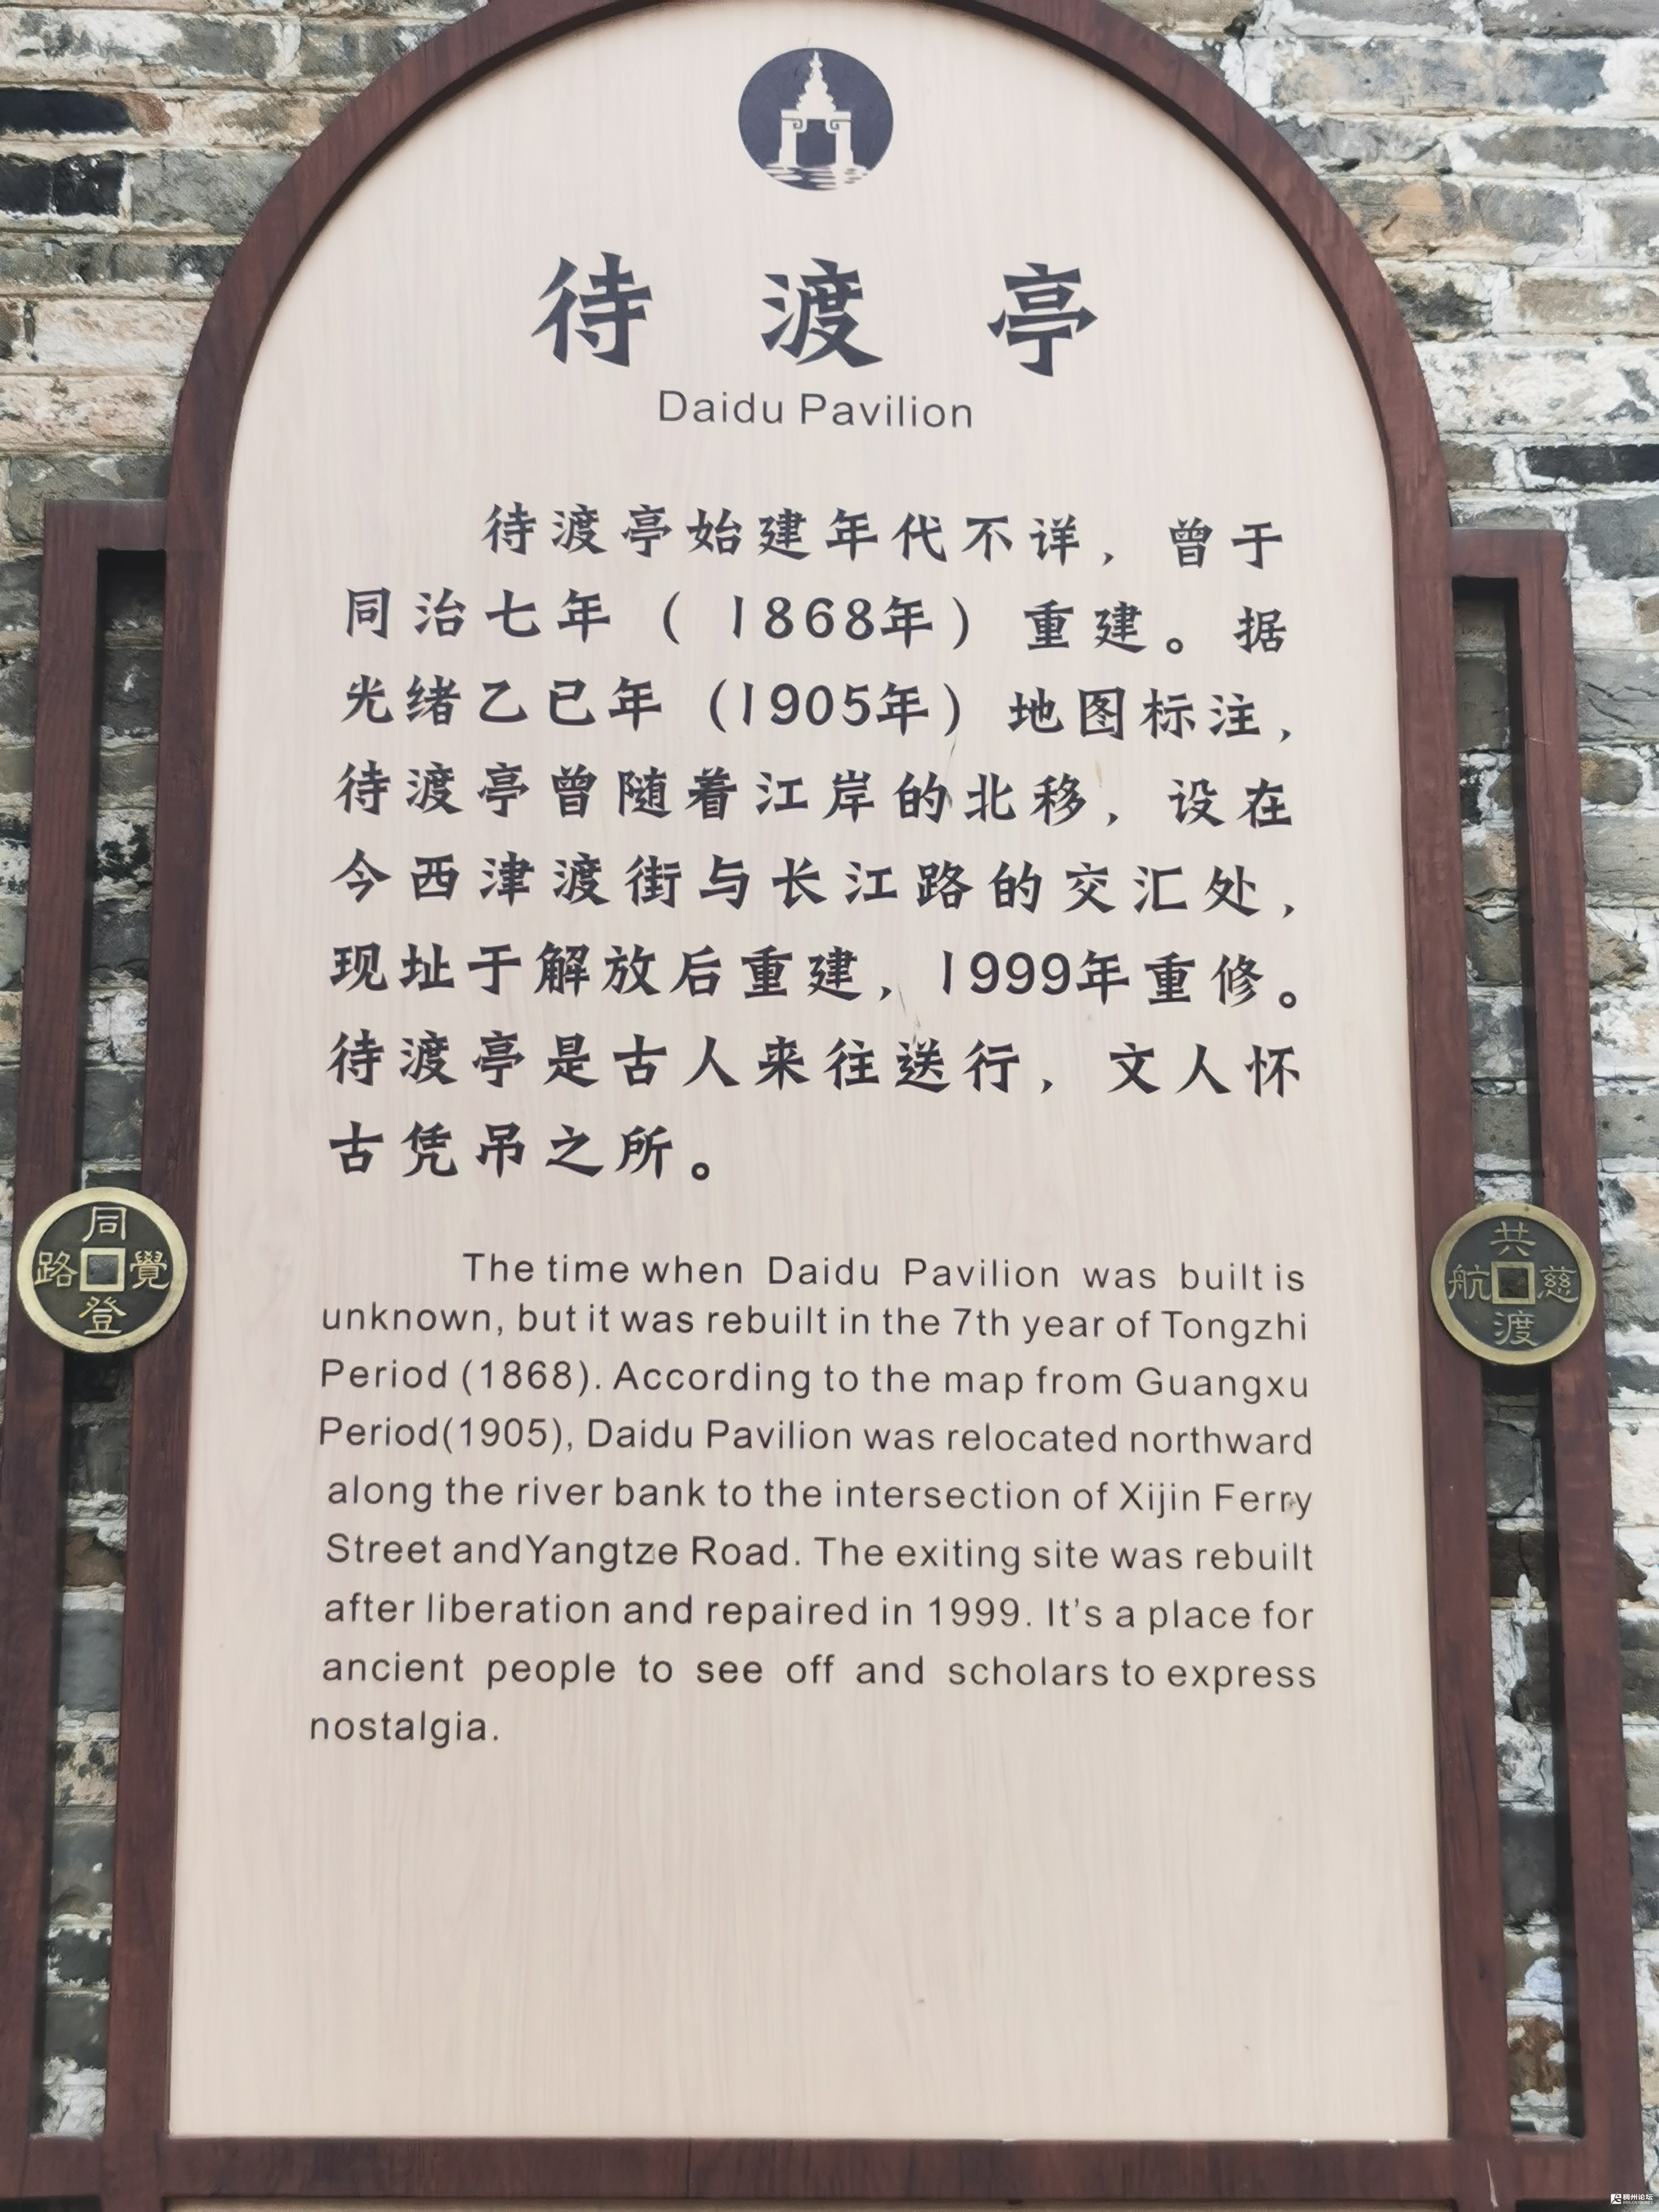 待渡亭
Daidu Pavilion
待渡亭始建年代不详，曾于
同治七年（1868年）重建。据
光绪乙巳年（1905年）地图标注，
待渡亭曾随着江岸的北移，设在
今西津渡街与长江路的交汇处，
现址于解放后重建，1999年重修。
待渡亭是古人来往送行，文人怀
古凭吊之所。
同登覺路
共渡慈航
The time when Daidu Pavilion was built is
unknown, but it was rebuilt in the 7th year of Tongzhi
Period (1868). According to the map from Guangxu
Period(1905), Daidu Pavilion was relocated northward
along the river bank to the intersection of Xijin Ferry
Street andYangtze Road. The exiting site was rebuilt
after liberation and repaired in 1999. It's a place for
ancient people to see off and scholars to express
nostalgia.